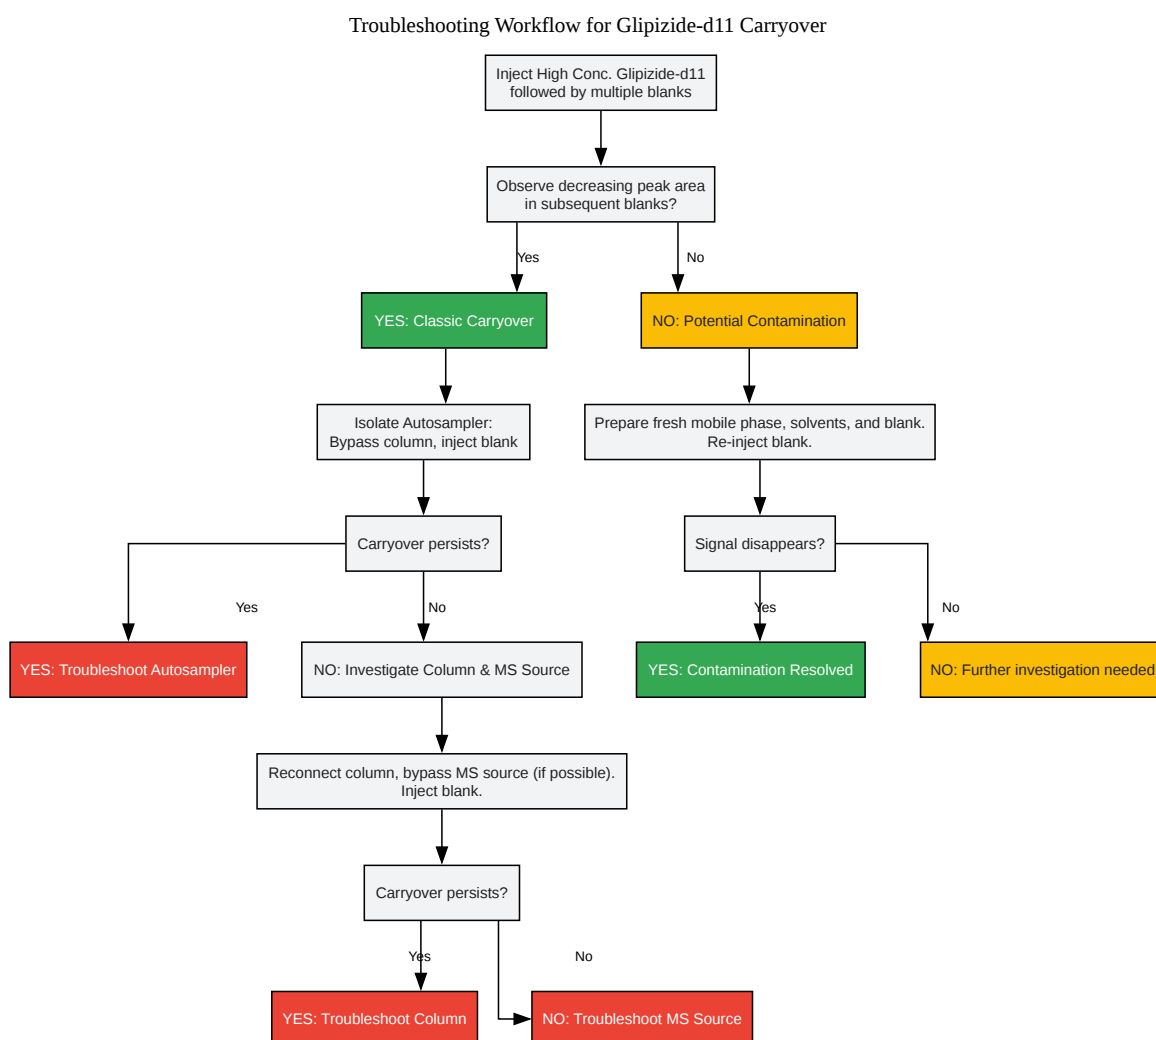 Troubleshooting Workflow for Glipizide-d11 Carryover
Inject High Conc. Glipizide-d11
followed by multiple blanks
Observe decreasing peak area
in subsequent blanks?
Yes
No
YES: Classic Carryover
NO: Potential Contamination
Isolate Autosampler:
Bypass column, inject blank
Prepare fresh mobile phase, solvents, and blank.
Re-inject blank.
Carryover persists?
Signal disappears?
Yes
No
Yes
No
YES: Troubleshoot Autosampler
NO: Investigate Column & MS Source
YES: Contamination Resolved
NO: Further investigation needed
Reconnect column, bypass MS source (if possible).
Inject blank.
Carryover persists?
Yes
No
YES: Troubleshoot Column
NO: Troubleshoot MS Source